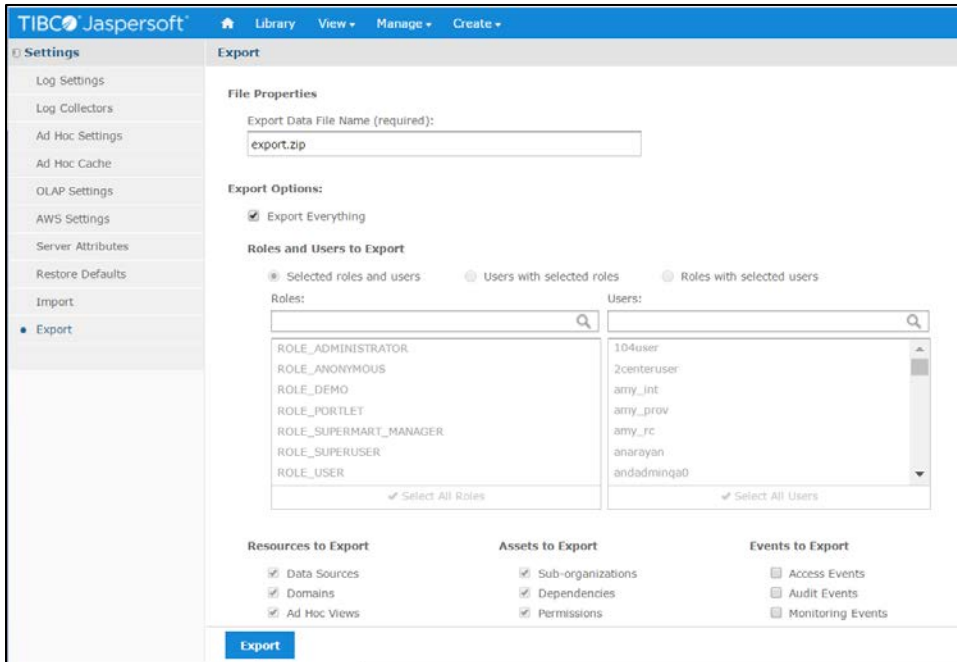 TIBCO Jaspersoft® Library View Manage Create
Settings
Log Settings
Log Collectors
Ad Hoc Settings
Ad Hoc Cache
OLAP Settings
AWS Settings
Server Attributes
Restore Defaults
Import
Export
Export
File Properties
Export Data File Name (required):
export.zip
Export Options:
Export Everything
Roles and Users to Export
Selected roles and users Users with selected roles Roles with selected users
Roles: Users:
ROLE_ADMINISTRATOR 104user
ROLE_ANONYMOUS 2centeruser
ROLE_DEMO amy_int
ROLE_PORTLET amy_prov
ROLE_SUPERMART_MANAGER amy_rc
ROLE_SUPERUSER anarayan
ROLE_USER andadminqa0
Select All Roles Select All Users
Resources to Export Assets to Export Events to Export
Data Sources Sub-organizations Access Events
Domains Dependencies Audit Events
Ad Hoc Views Permissions Monitoring Events
Export